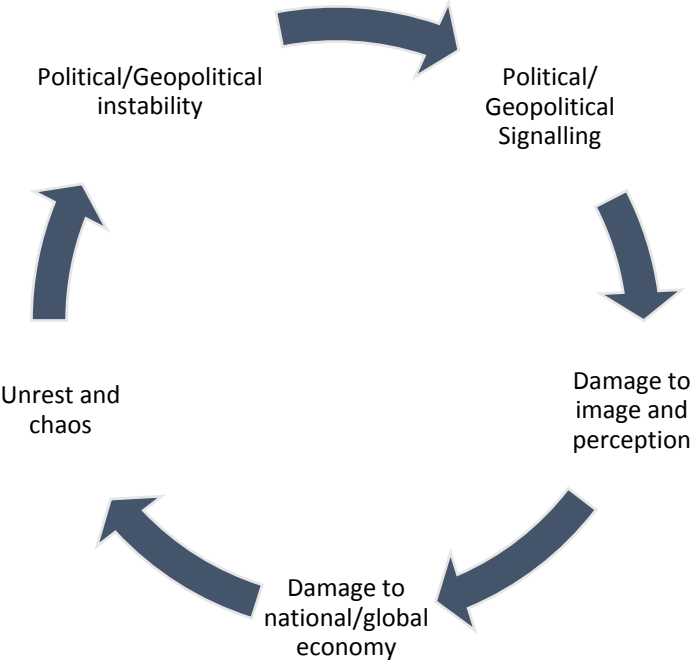 Political/Geopolitical
instability
Political/
Geopolitical
Signalling
Damage to
image and
perception
Damage to
national/global
economy
Unrest and
chaos